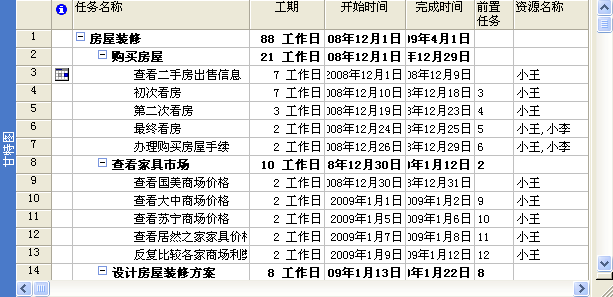 任务名称 工期 开始时间 完成时间 前置任务 资源名称
1 房屋装修 88 工作日 08年12月1日 09年4月1日
2 购买房屋 21 工作日 08年12月1日 年12月29日
3 查看二手房出售信息 7 工作日 2008年12月1日 08年12月9日 小王
4 初次看房 7 工作日 08年12月10日 08年12月18日 3 小王
5 第二次看房 3 工作日 08年12月19日 08年12月23日 4 小王
6 最终看房 2 工作日 08年12月24日 08年12月25日 5 小王, 小李
7 办理购买房屋手续 2 工作日 08年12月26日 08年12月29日 6 小王, 小李
8 查看家具市场 10 工作日 8年12月30日 09年1月12日 2
9 查看国美商场价格 2 工作日 08年12月30日 08年12月31日 小王
10 查看大中商场价格 2 工作日 2009年1月1日 009年1月2日 9 小王
11 查看苏宁商场价格 2 工作日 2009年1月5日 009年1月6日 10 小王
12 查看居然之家家具价格 2 工作日 2009年1月7日 009年1月8日 11 小王
13 反复比较各家商场利 2 工作日 2009年1月9日 009年1月12日 12 小王
14 设计房屋装修方案 8 工作日 09年1月13日 09年1月22日 8
甘特图